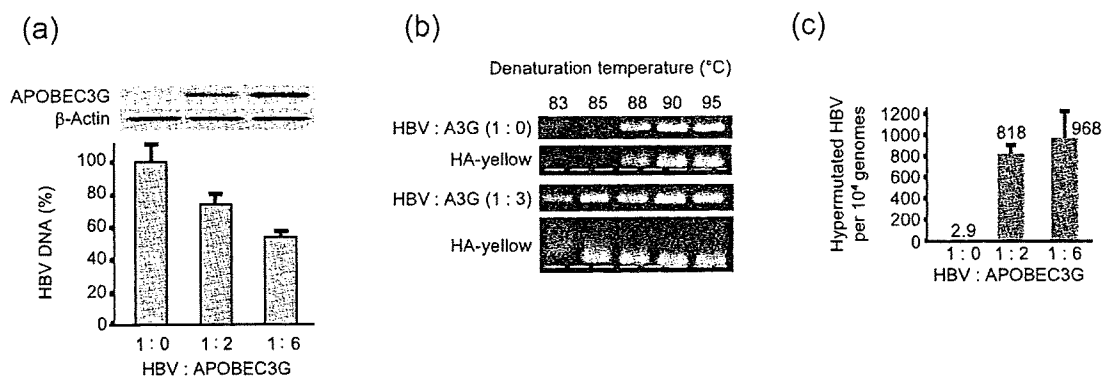 (a)
APOBEC3G
β-Actin
HBV DNA (%)
100
80
60
40
20
0
1 : 0
1 : 2
1 : 6
HBV : APOBEC3G
(b)
Denaturation temperature (°C)
83 85 88 90 95
HBV : A3G (1 : 0)
HA-yellow
HBV : A3G (1 : 3)
HA-yellow
(c)
Hypermutated HBV
per 10⁴ genomes
1200
1000
800
600
400
200
0
2.9
818
968
1 : 0
1 : 2
1 : 6
HBV : APOBEC3G